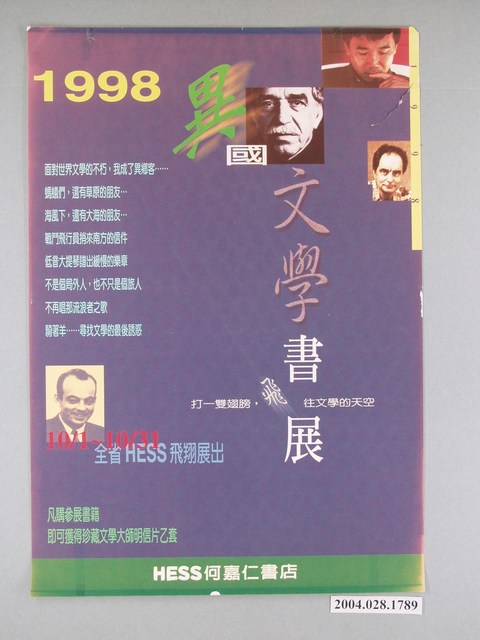 1998
異
國
文
學
書
展
1998
面對世界文學的不朽，我成了異鄉客……
螞蟻們，還有草原的朋友…
海風下，還有大海的朋友…
戰鬥飛行員捎來南方的信件
低音大提琴譜出緩慢的樂章
不是個局外人，也不只是個旅人
不再唱那流浪者之歌
騎著羊……尋找文學的最後誘惑
打一雙翅膀，飛往文學的天空
10/1~10/31
全省 HESS 飛翔展出
凡購參展書籍
即可獲得珍藏文學大師明信片乙套
HESS何嘉仁書店
2004.028.1789